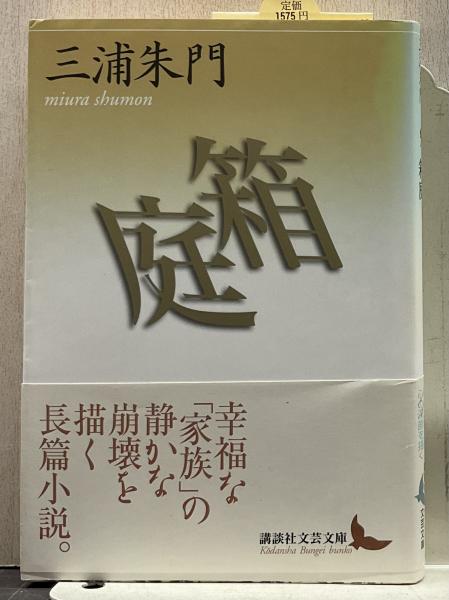 定価
1575円
三浦朱門
miura shumon
箱庭
幸福な
「家族」の
静かな
崩壊を
描く
長篇小説。
講談社文芸文庫
Kōdansha Bungei bunko